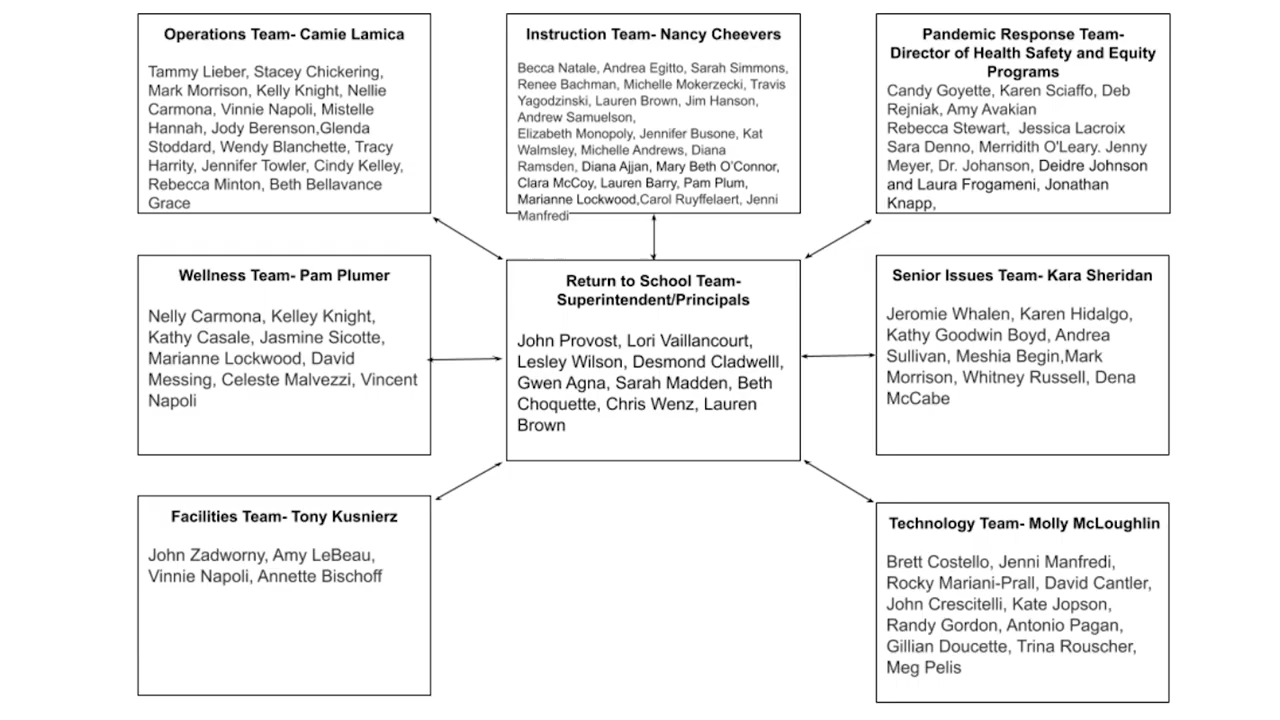 Operations Team- Camie Lamica
Tammy Lieber, Stacey Chickering,
Mark Morrison, Kelly Knight, Nellie
Carmona, Vinnie Napoli, Mistelle
Hannah, Jody Berenson,Glenda
Stoddard, Wendy Blanchette, Tracy
Harrity, Jennifer Towler, Cindy Kelley,
Rebecca Minton, Beth Bellavance
Grace
Instruction Team- Nancy Cheevers
Becca Natale, Andrea Egitto, Sarah Simmons,
Renee Bachman, Michelle Mokerzecki, Travis
Yagodzinski, Lauren Brown, Jim Hanson,
Andrew Samuelson,
Elizabeth Monopoly, Jennifer Busone, Kat
Walmsley, Michelle Andrews, Diana
Ramsden, Diana Ajjan, Mary Beth O'Connor,
Clara McCoy, Lauren Barry, Pam Plum,
Marianne Lockwood,Carol Ruyffelaert, Jenni
Manfredi
Pandemic Response Team-
Director of Health Safety and Equity
Programs
Candy Goyette, Karen Sciaffo, Deb
Rejniak, Amy Avakian
Rebecca Stewart,  Jessica Lacroix
Sara Denno, Merridith O'Leary. Jenny
Meyer, Dr. Johanson, Deidre Johnson
and Laura Frogameni, Jonathan
Knapp,
Wellness Team- Pam Plumer
Nelly Carmona, Kelley Knight,
Kathy Casale, Jasmine Sicotte,
Marianne Lockwood, David
Messing, Celeste Malvezzi, Vincent
Napoli
Return to School Team-
Superintendent/Principals
John Provost, Lori Vaillancourt,
Lesley Wilson, Desmond Cladwelll,
Gwen Agna, Sarah Madden, Beth
Choquette, Chris Wenz, Lauren
Brown
Senior Issues Team- Kara Sheridan
Jeromie Whalen, Karen Hidalgo,
Kathy Goodwin Boyd, Andrea
Sullivan, Meshia Begin,Mark
Morrison, Whitney Russell, Dena
McCabe
Facilities Team- Tony Kusnierz
John Zadworny, Amy LeBeau,
Vinnie Napoli, Annette Bischoff
Technology Team- Molly McLoughlin
Brett Costello, Jenni Manfredi,
Rocky Mariani-Prall, David Cantler,
John Crescitelli, Kate Jopson,
Randy Gordon, Antonio Pagan,
Gillian Doucette, Trina Rouscher,
Meg Pelis